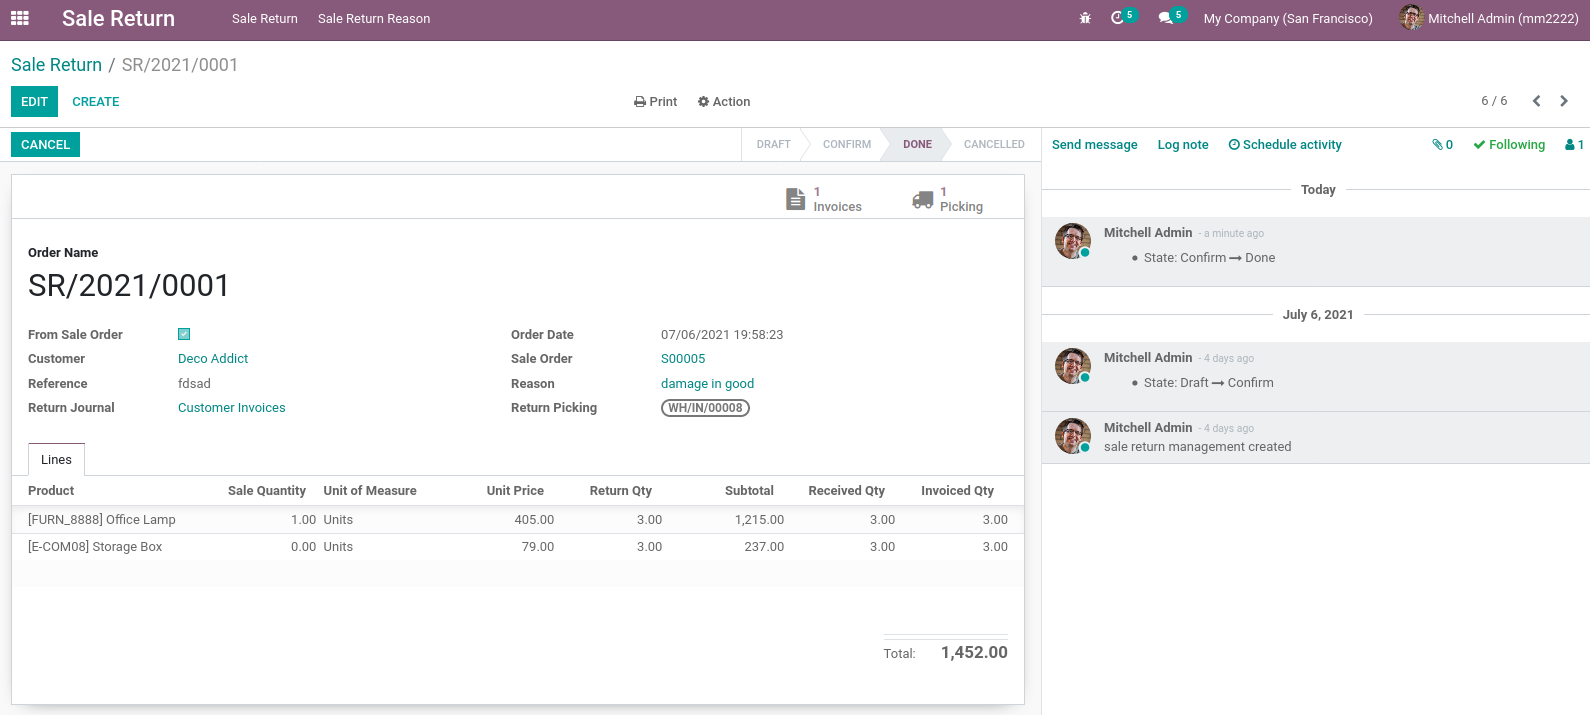 Sale Return Sale Return Sale Return Reason 5 5 My Company (San Francisco) Mitchell Admin (mm2222)
Sale Return / SR/2021/0001
EDIT CREATE Print Action 6 / 6
CANCEL DRAFT CONFIRM DONE CANCELLED
1
Invoices
1
Picking
Order Name
SR/2021/0001
From Sale Order Order Date 07/06/2021 19:58:23
Customer Deco Addict Sale Order S00005
Reference fdsad Reason damage in good
Return Journal Customer Invoices Return Picking WH/IN/00008
Lines
Product Sale Quantity Unit of Measure Unit Price Return Qty Subtotal Received Qty Invoiced Qty
[FURN_8888] Office Lamp 1.00 Units 405.00 3.00 1,215.00 3.00 3.00
[E-COM08] Storage Box 0.00 Units 79.00 3.00 237.00 3.00 3.00
Total: 1,452.00
Send message Log note Schedule activity 0 Following 1
Today
Mitchell Admin - a minute ago
• State: Confirm → Done
July 6, 2021
Mitchell Admin - 4 days ago
• State: Draft → Confirm
Mitchell Admin - 4 days ago
sale return management created